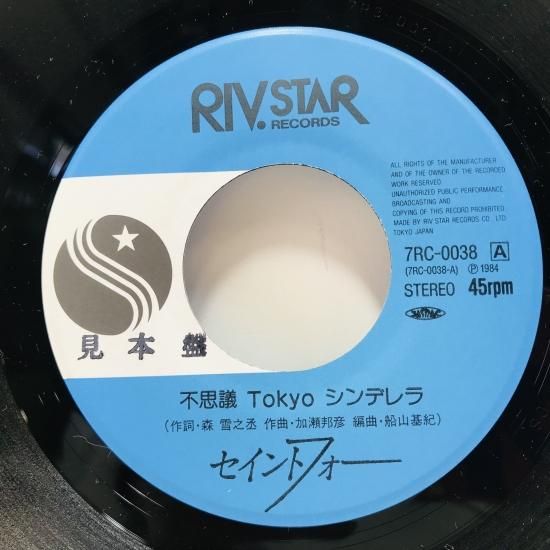 RIV.STAR
RECORDS
ALL RIGHTS OF THE MANUFACTURER
AND OF THE OWNER OF THE RECORDED
WORK RESERVED
UNAUTHORIZED PUBLIC PERFORMANCE
BROADCASTING AND
COPYING OF THIS RECORD PROHIBITED
MADE BY RIV STAR RECORDS CO. LTD.
TOKYO JAPAN
7RC-0038 A
(7RC-0038-A) Ⓟ 1984
STEREO 45rpm
見本盤
不思議 Tokyo シンデレラ
(作詞・森 雪之丞 作曲・加瀬邦彦 編曲・船山基紀)
セイントフォー